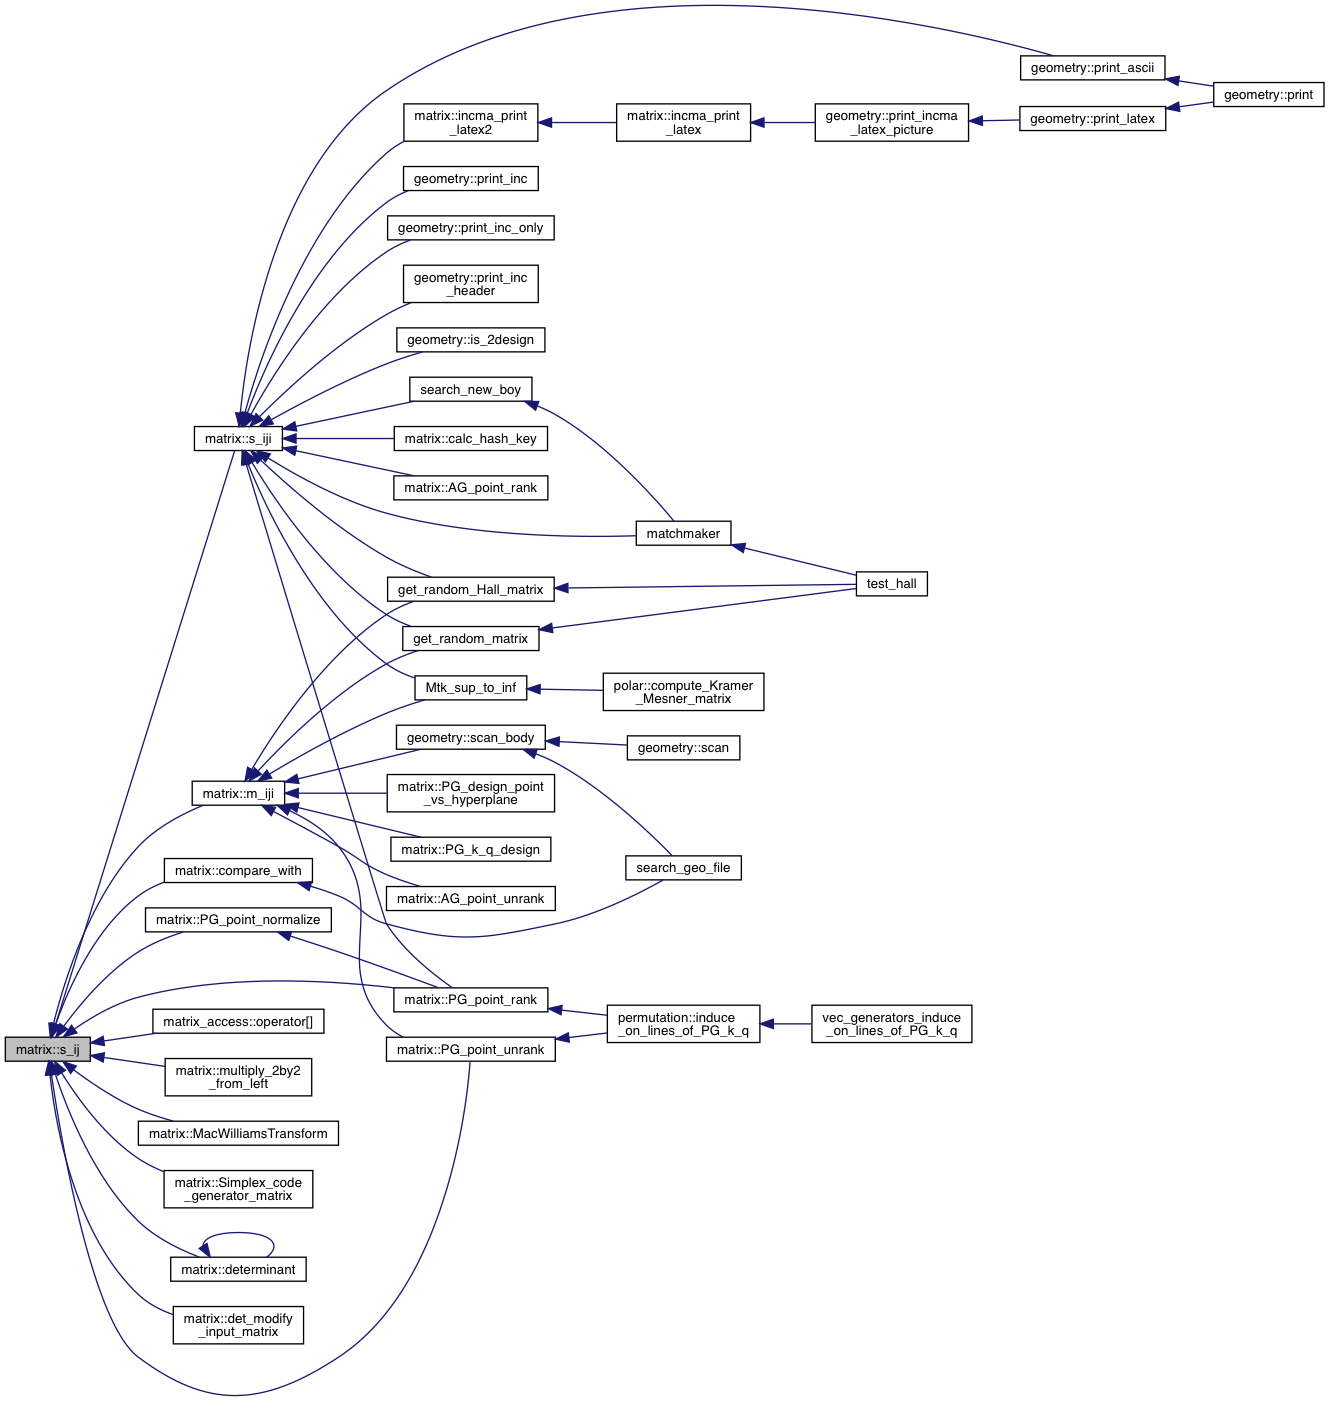 geometry::print_ascii
geometry::print
matrix::incma_print
_latex2
matrix::incma_print
_latex
geometry::print_incma
_latex_picture
geometry::print_latex
geometry::print_inc
geometry::print_inc_only
geometry::print_inc
_header
geometry::is_2design
search_new_boy
matrix::s_iji
matrix::calc_hash_key
matrix::AG_point_rank
matchmaker
test_hall
get_random_Hall_matrix
get_random_matrix
Mtk_sup_to_inf
polar::compute_Kramer
_Mesner_matrix
geometry::scan_body
geometry::scan
matrix::m_iji
matrix::PG_design_point
_vs_hyperplane
matrix::PG_k_q_design
matrix::compare_with
search_geo_file
matrix::AG_point_unrank
matrix::PG_point_normalize
matrix::PG_point_rank
matrix_access::operator[]
permutation::induce
_on_lines_of_PG_k_q
vec_generators_induce
_on_lines_of_PG_k_q
matrix::s_ij
matrix::PG_point_unrank
matrix::multiply_2by2
_from_left
matrix::MacWilliamsTransform
matrix::Simplex_code
_generator_matrix
matrix::determinant
matrix::det_modify
_input_matrix